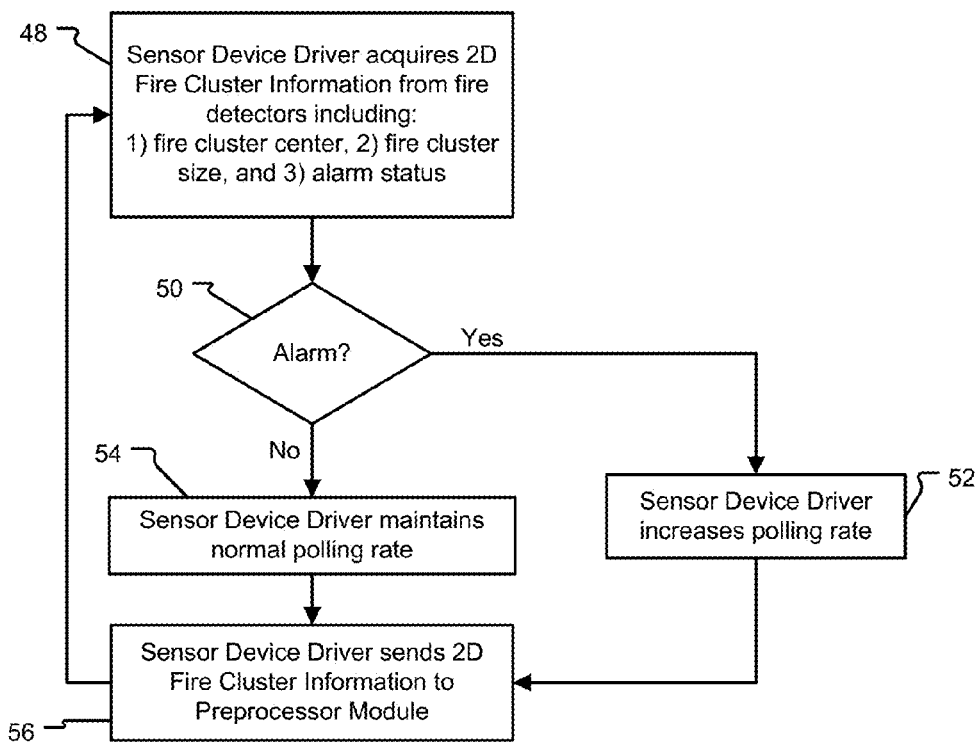 48
Sensor Device Driver acquires 2D
Fire Cluster Information from fire
detectors including:
1) fire cluster center, 2) fire cluster
size, and 3) alarm status
50
Alarm?
Yes
No
54
Sensor Device Driver maintains
normal polling rate
52
Sensor Device Driver
increases polling rate
Sensor Device Driver sends 2D
Fire Cluster Information to
Preprocessor Module
56